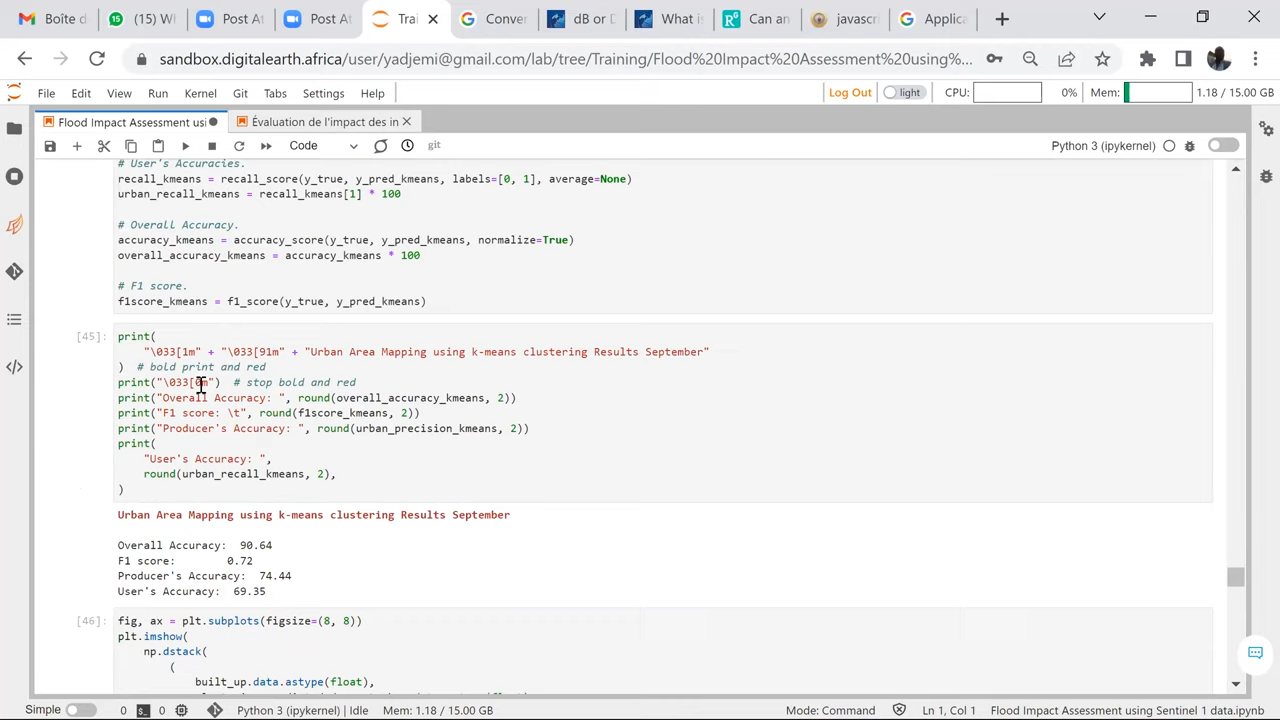 Boîte d
(15) W
Post At
Post At
Trai
Conver
dB or D
What is
Can an
javascr
Applica
sandbox.digitalearth.africa/user/yadjemi@gmail.com/lab/tree/Training/Flood%20Impact%20Assessment%20using%...
File Edit View Run Kernel Git Tabs Settings Help
Log Out light CPU: 0% Mem: 1.18 / 15.00 GB
Flood Impact Assessment usi
Évaluation de l'impact des in
Code git Python 3 (ipykernel)
# User's Accuracies.
recall_kmeans = recall_score(y_true, y_pred_kmeans, labels=[0, 1], average=None)
urban_recall_kmeans = recall_kmeans[1] * 100
# Overall Accuracy.
accuracy_kmeans = accuracy_score(y_true, y_pred_kmeans, normalize=True)
overall_accuracy_kmeans = accuracy_kmeans * 100
# F1 score.
f1score_kmeans = f1_score(y_true, y_pred_kmeans)
[45]: print(
"\033[1m" + "\033[91m" + "Urban Area Mapping using k-means clustering Results September"
) # bold print and red
print("\033[0m") # stop bold and red
print("Overall Accuracy: ", round(overall_accuracy_kmeans, 2))
print("F1 score: \t", round(f1score_kmeans, 2))
print("Producer's Accuracy: ", round(urban_precision_kmeans, 2))
print(
"User's Accuracy: ",
round(urban_recall_kmeans, 2),
)
Urban Area Mapping using k-means clustering Results September
Overall Accuracy: 90.64
F1 score: 0.72
Producer's Accuracy: 74.44
User's Accuracy: 69.35
[46]: fig, ax = plt.subplots(figsize=(8, 8))
plt.imshow(
np.dstack(
(
built_up.data.astype(float),
Simple 0 0 Python 3 (ipykernel) | Idle Mem: 1.18 / 15.00 GB Mode: Command Ln 1, Col 1 Flood Impact Assessment using Sentinel 1 data.ipynb